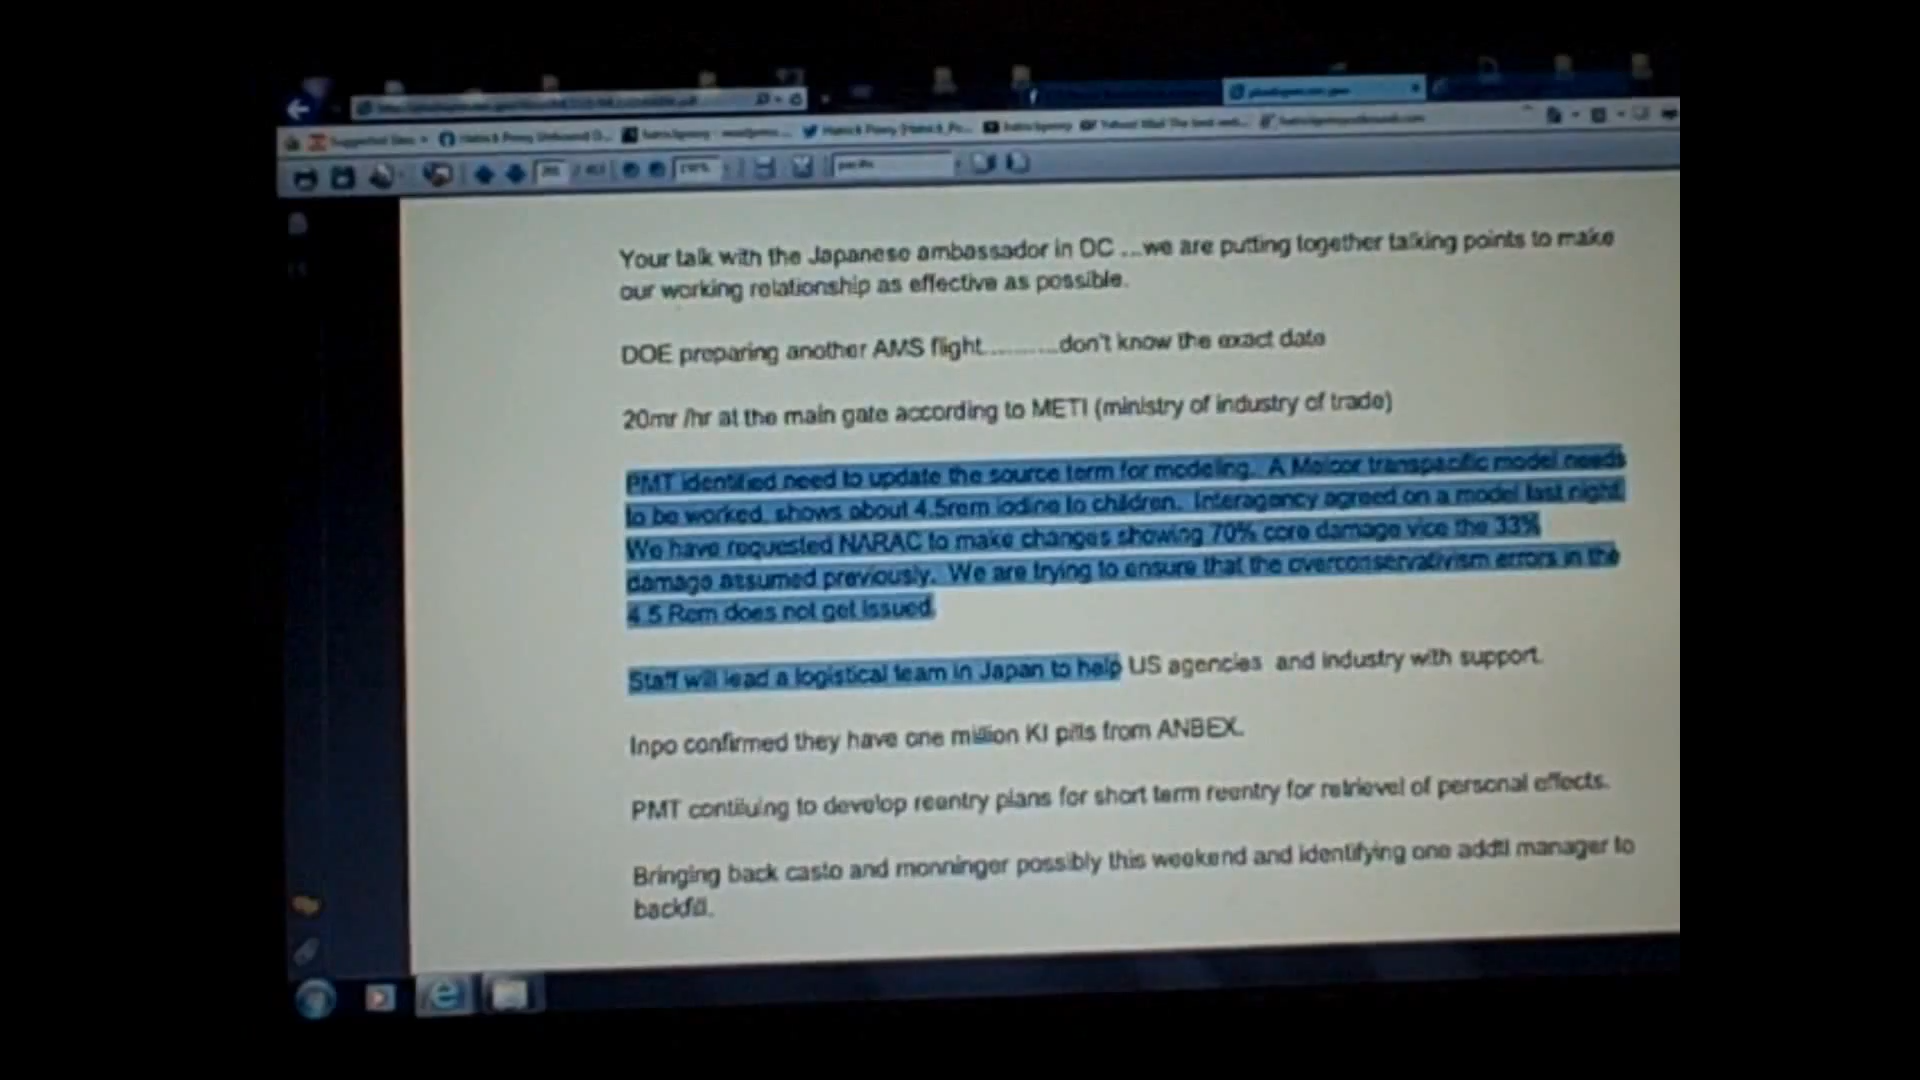 Suggested Sites
Your talk with the Japanese ambassador in DC ...we are putting together talking points to make
our working relationship as effective as possible.
DOE preparing another AMS flight...........don't know the exact date
20mr /hr at the main gate according to METI (ministry of industry of trade)
PMT identified need to update the source term for modeling. A Melcor transpacific model needs
to be worked, shows about 4.5rem iodine to children. Interagency agreed on a model last night.
We have requested NARAC to make changes showing 70% core damage vice the 33%
damage assumed previously. We are trying to ensure that the overconservativism errors in the
4.5 Rem does not get issued.
Staff will lead a logistical team in Japan to help US agencies and industry with support.
Inpo confirmed they have one million KI pills from ANBEX.
PMT contiluing to develop reentry plans for short term reentry for retrievel of personal effects.
Bringing back casto and monninger possibly this weekend and identifying one addtl manager to
backfill.